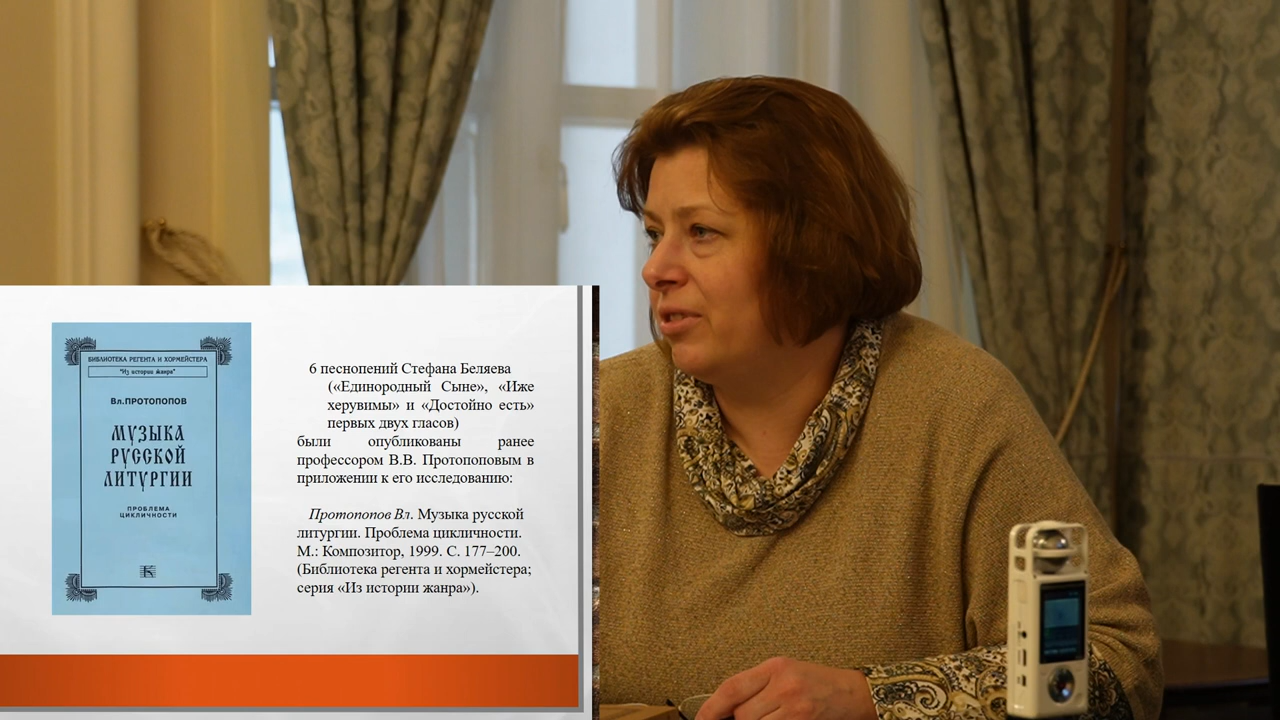 БИБЛИОТЕКА РЕГЕНТА И ХОРМЕЙСТЕРА
"Из истории жанра"
Вл.ПРОТОПОПОВ
МУЗЫКА
РУССКОЙ
ЛИТУРГИИ
ПРОБЛЕМА
ЦИКЛИЧНОСТИ
6 песнопений Стефана Беляева
(«Единородный Сыне», «Иже
херувимы» и «Достойно есть»
первых двух гласов)
были опубликованы ранее
профессором В.В. Протопоповым в
приложении к его исследованию:
Протопопов Вл. Музыка русской
литургии. Проблема цикличности.
М.: Композитор, 1999. С. 177–200.
(Библиотека регента и хормейстера;
серия «Из истории жанра»).